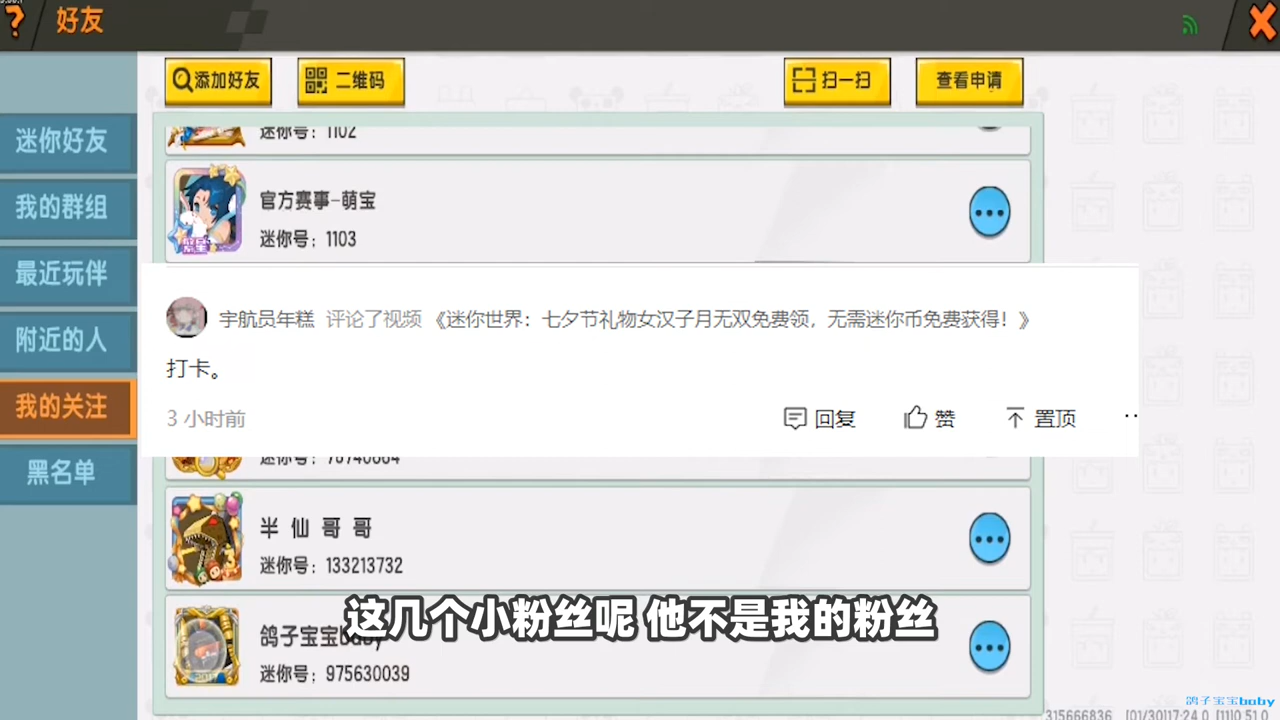 好友
添加好友
二维码
扫一扫
查看申请
迷你好友
我的群组
最近玩伴
附近的人
我的关注
黑名单
迷你号：1102
官方赛事-萌宝
迷你号：1103
宇航员年糕 评论了视频 《迷你世界：七夕节礼物女汉子月无双免费领，无需迷你币免费获得！》
打卡。
3 小时前
回复
赞
置顶
迷你号：
半 仙 哥 哥
迷你号：133213732
这几个小粉丝呢 他不是我的粉丝
鸽子宝宝baby
迷你号：975630039
鸽子宝宝buby